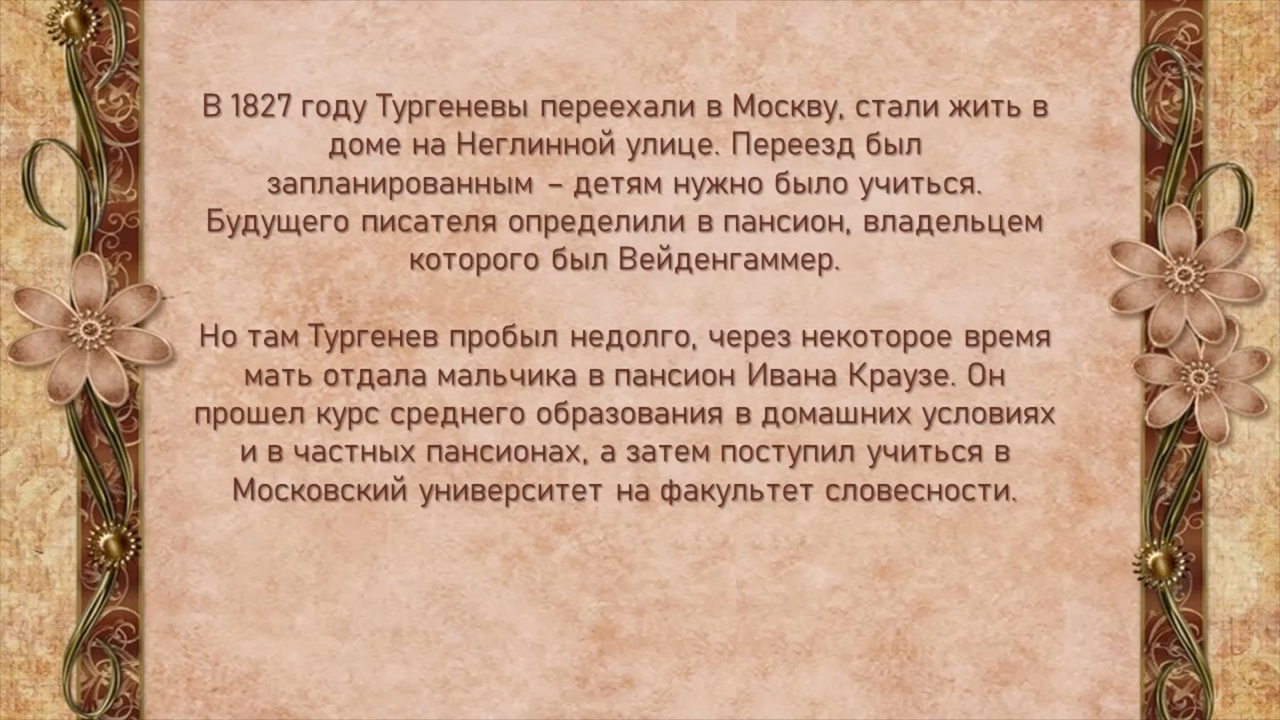 В 1827 году Тургеневы переехали в Москву, стали жить в
доме на Неглинной улице. Переезд был
запланированным – детям нужно было учиться.
Будущего писателя определили в пансион, владельцем
которого был Вейденгаммер.
Но там Тургенев пробыл недолго, через некоторое время
мать отдала мальчика в пансион Ивана Краузе. Он
прошел курс среднего образования в домашних условиях
и в частных пансионах, а затем поступил учиться в
Московский университет на факультет словесности.